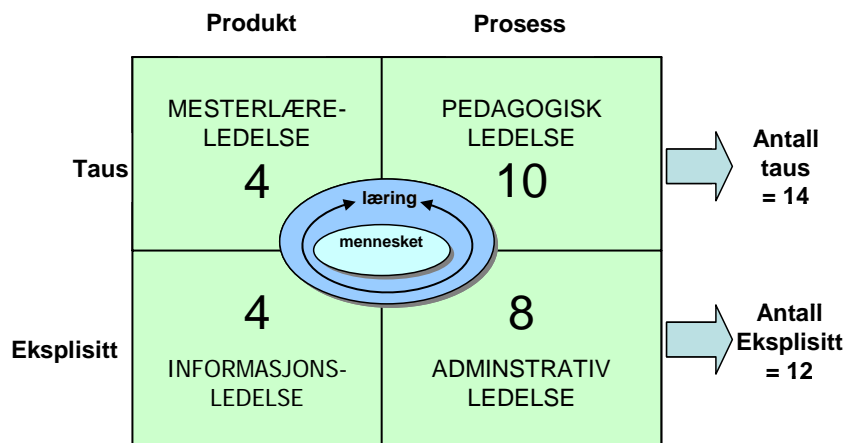 Produkt
Prosess
MESTERLÆRE-
LEDELSE
4
PEDAGOGISK
LEDELSE
10
Taus
Antall
taus
= 14
læring
mennesket
4
INFORMASJONS-
LEDELSE
8
ADMINSTRATIV
LEDELSE
Eksplisitt
Antall
Eksplisitt
= 12